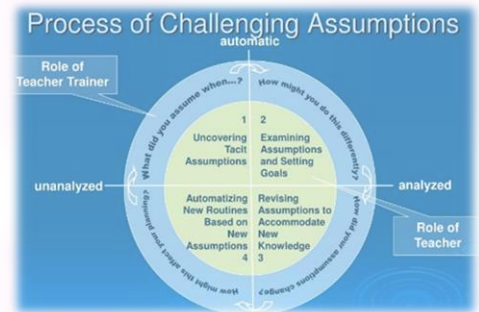 Process of Challenging Assumptions
automatic
Role of
Teacher Trainer
What did you assume when...?
How might you do this differently?
1
Uncovering
Tacit
Assumptions
2
Examining
Assumptions
and Setting
Goals
unanalyzed
analyzed
Automatizing
New Routines
Based on
New
Assumptions
4
Revising
Assumptions to
Accommodate
New
Knowledge
3
Role of
Teacher
How might this affect your planning?
How did your assumptions change?